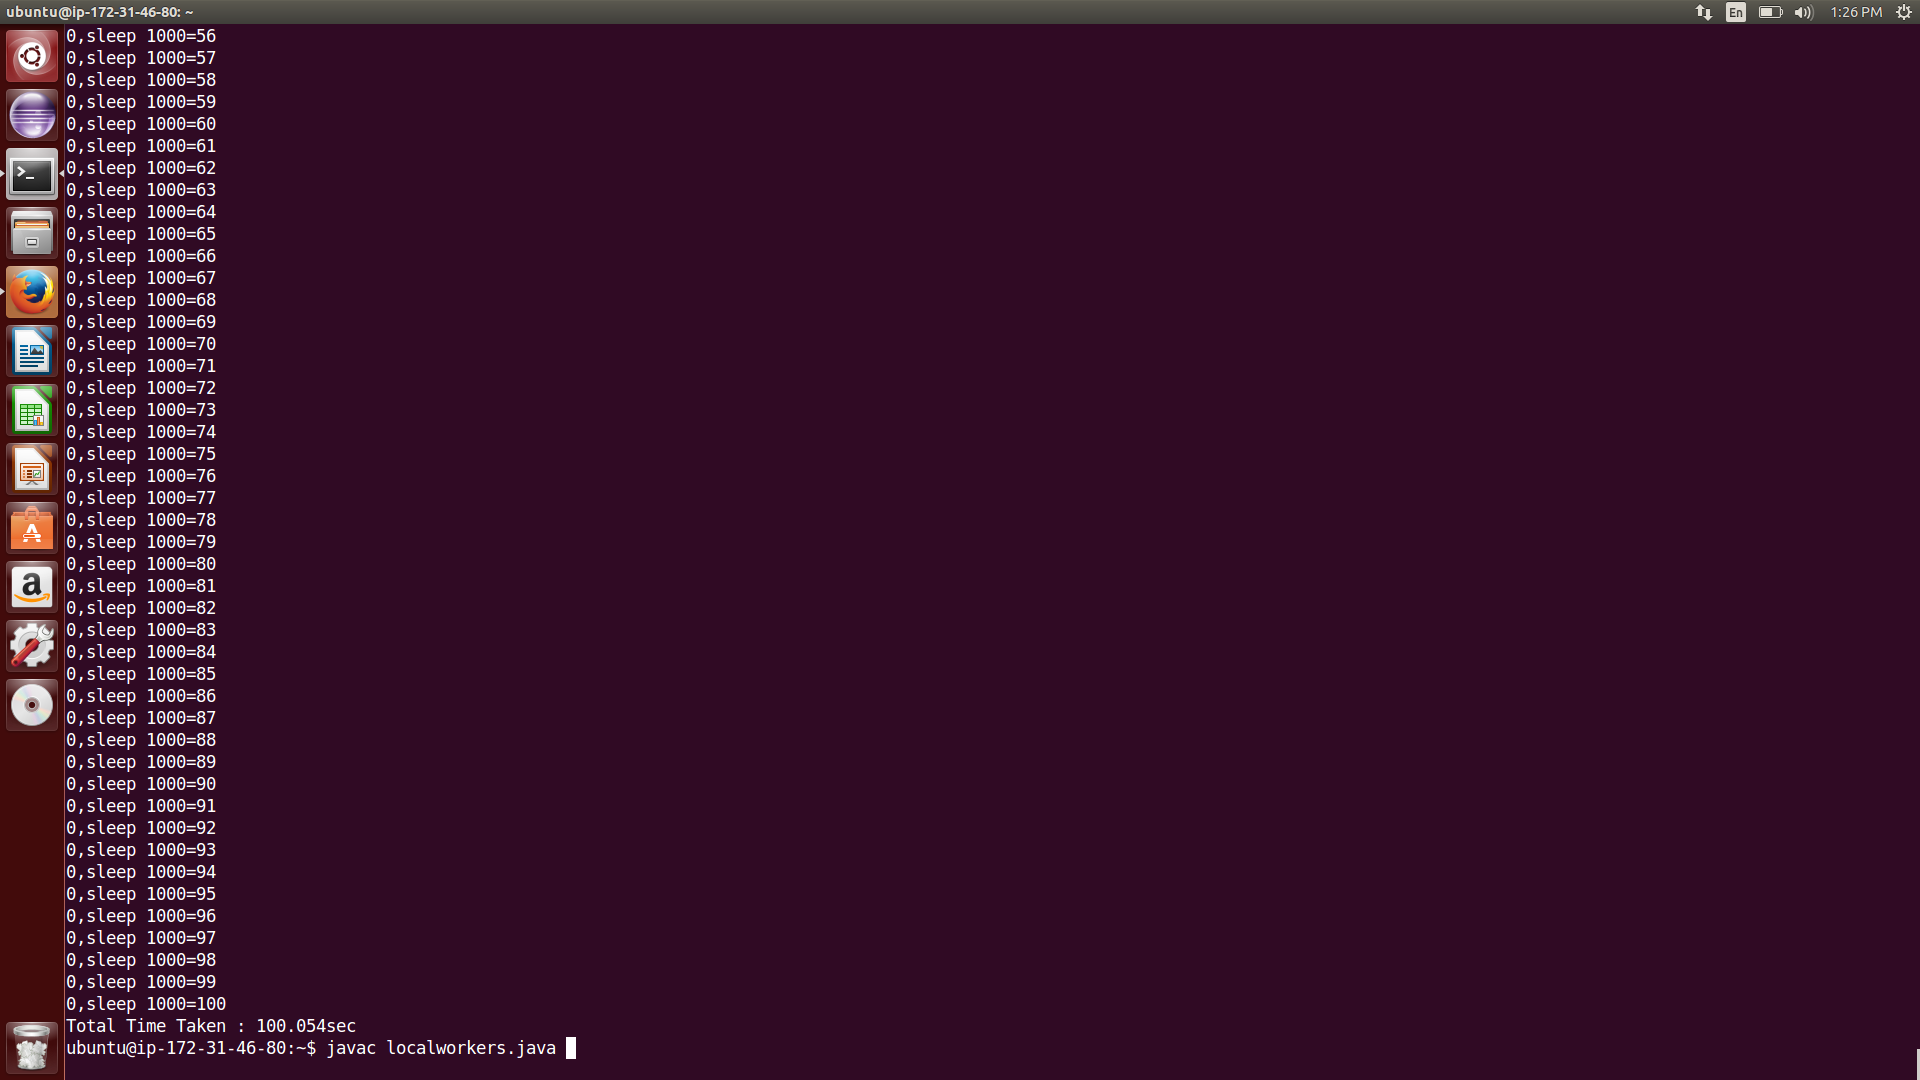 ubuntu@ip-172-31-46-80: ~
En
1:26 PM
0,sleep 1000=56
0,sleep 1000=57
0,sleep 1000=58
0,sleep 1000=59
0,sleep 1000=60
0,sleep 1000=61
0,sleep 1000=62
0,sleep 1000=63
0,sleep 1000=64
0,sleep 1000=65
0,sleep 1000=66
0,sleep 1000=67
0,sleep 1000=68
0,sleep 1000=69
0,sleep 1000=70
0,sleep 1000=71
0,sleep 1000=72
0,sleep 1000=73
0,sleep 1000=74
0,sleep 1000=75
0,sleep 1000=76
0,sleep 1000=77
0,sleep 1000=78
0,sleep 1000=79
0,sleep 1000=80
0,sleep 1000=81
0,sleep 1000=82
0,sleep 1000=83
0,sleep 1000=84
0,sleep 1000=85
0,sleep 1000=86
0,sleep 1000=87
0,sleep 1000=88
0,sleep 1000=89
0,sleep 1000=90
0,sleep 1000=91
0,sleep 1000=92
0,sleep 1000=93
0,sleep 1000=94
0,sleep 1000=95
0,sleep 1000=96
0,sleep 1000=97
0,sleep 1000=98
0,sleep 1000=99
0,sleep 1000=100
Total Time Taken : 100.054sec
ubuntu@ip-172-31-46-80:~$ javac localworkers.java